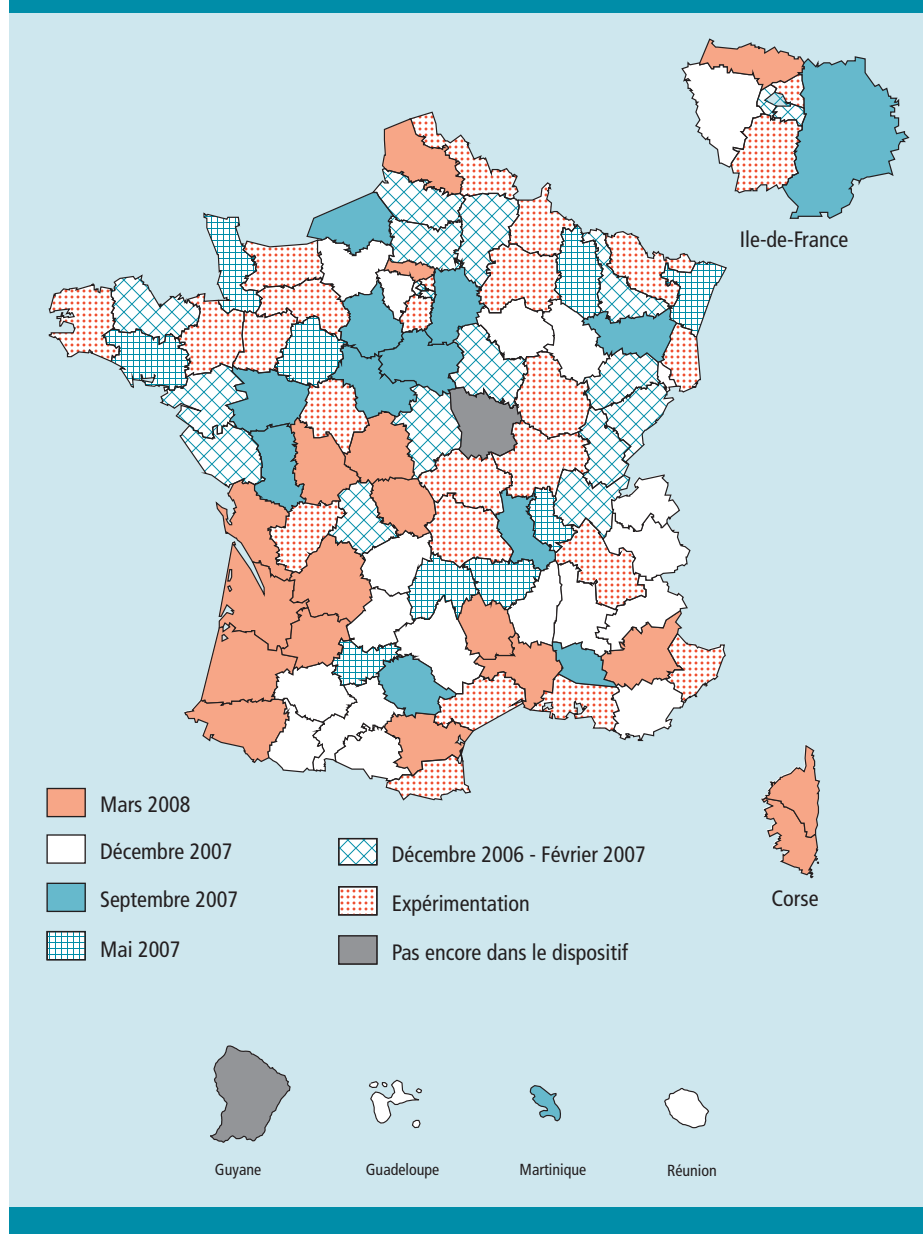 Ile-de-France
Mars 2008
Décembre 2007
Septembre 2007
Mai 2007
Décembre 2006 - Février 2007
Expérimentation
Pas encore dans le dispositif
Corse
Guyane
Guadeloupe
Martinique
Réunion